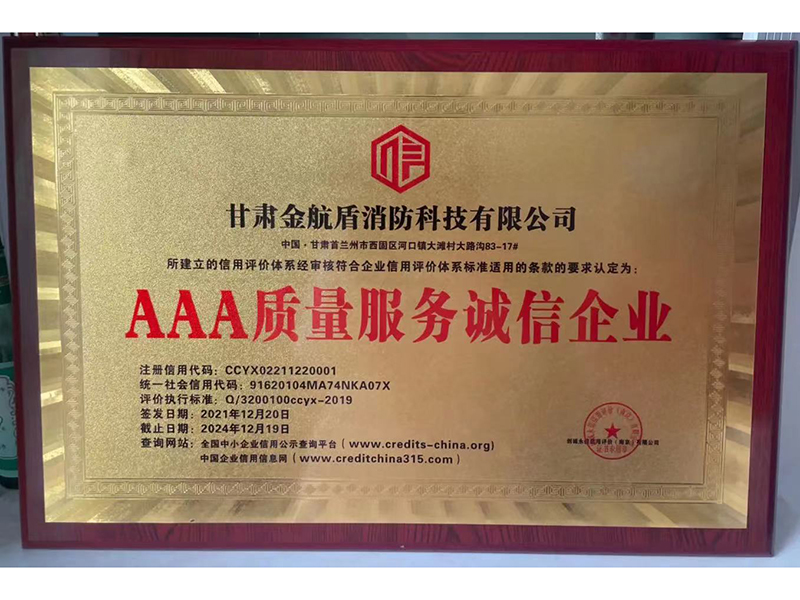 甘肃金航盾消防科技有限公司
中国·甘肃首兰州市西固区河口镇大滩村大路沟83-17#
所建立的信用评价体系经审核符合企业信用评价体系标准适用的条款的要求认定为：
AAA质量服务诚信企业
注册信用代码：CCYX02211220001
统一社会信用代码：91620104MA74NKA07X
评价执行标准：Q/3200100ccyx-2019
签发日期：2021年12月20日
截止日期：2024年12月19日
查询网站：全国中小企业信用公示查询平台（www.credits-china.org)
中国企业信用信息网（www.creditchina315.com）